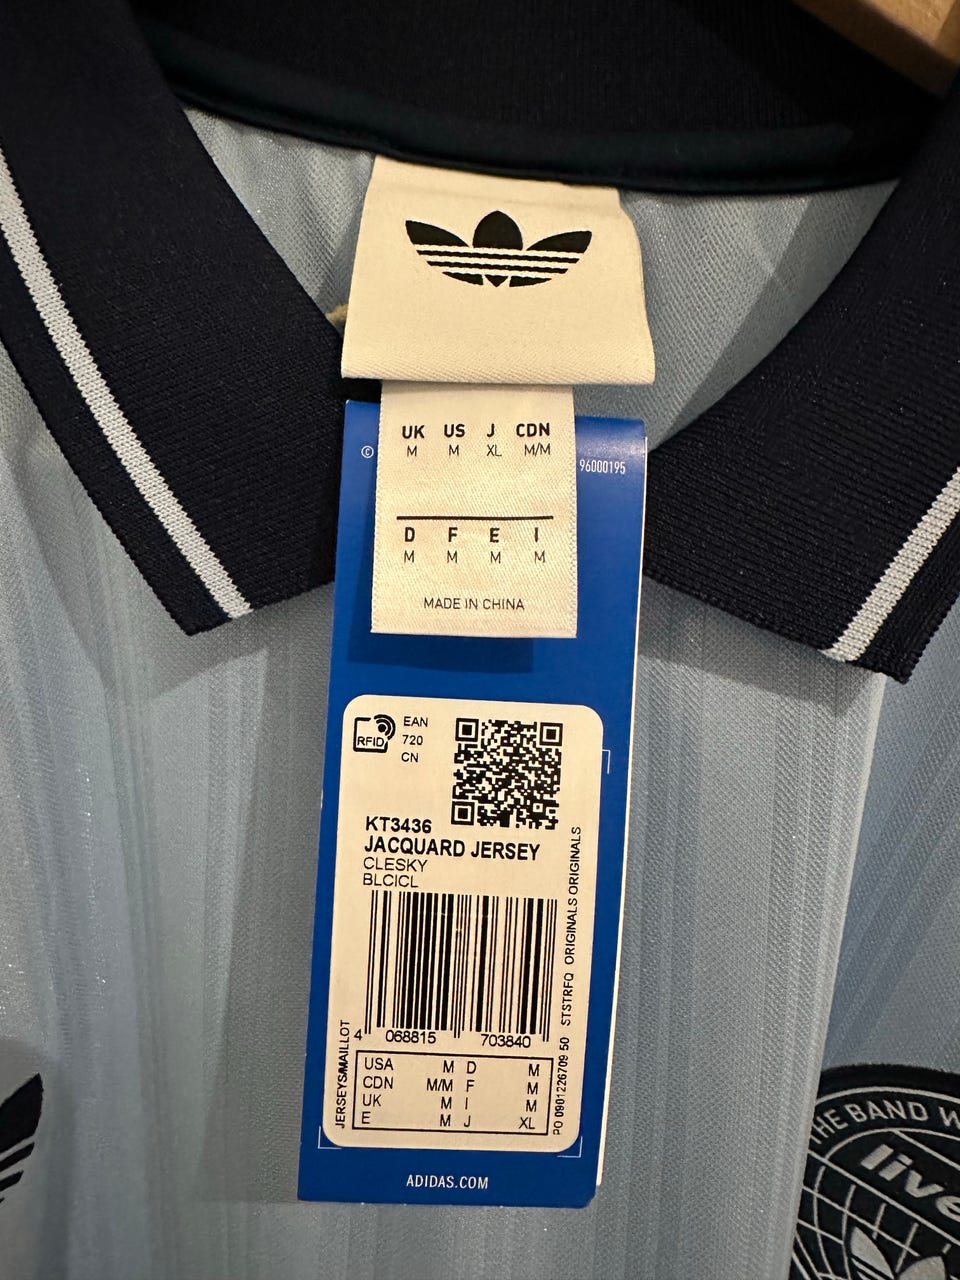 UK US J CDN
M M XL M/M
©
96000195
D F E I
M M M M
MADE IN CHINA
RFID
EAN
720
CN
KT3436
JACQUARD JERSEY
CLESKY
BLCICL
4 068815 703840
JERSEYS/MAILLOT
PO 0901226709 50 STSTRFQ ORIGINALS ORIGINALS
USA M D M
CDN M/M F M
UK M I M
E M J XL
ADIDAS.COM
THE BAND W
live